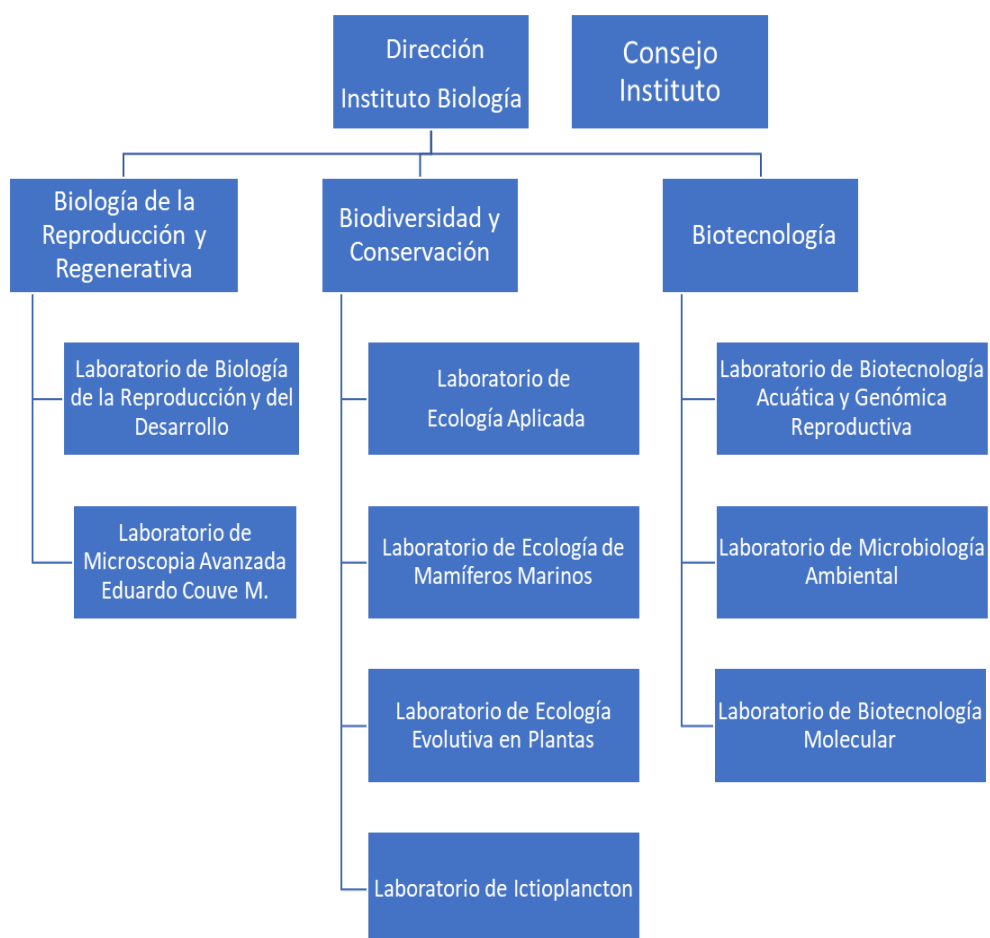 Dirección
Instituto Biología
Consejo
Instituto
Biología de la
Reproducción y
Regenerativa
Biodiversidad y
Conservación
Biotecnología
Laboratorio de Biología
de la Reproducción y del
Desarrollo
Laboratorio de
Ecología Aplicada
Laboratorio de Biotecnología
Acuática y Genómica
Reproductiva
Laboratorio de
Microscopia Avanzada
Eduardo Couve M.
Laboratorio de Ecología de
Mamíferos Marinos
Laboratorio de Microbiología
Ambiental
Laboratorio de Ecología
Evolutiva en Plantas
Laboratorio de Biotecnología
Molecular
Laboratorio de Ictioplancton